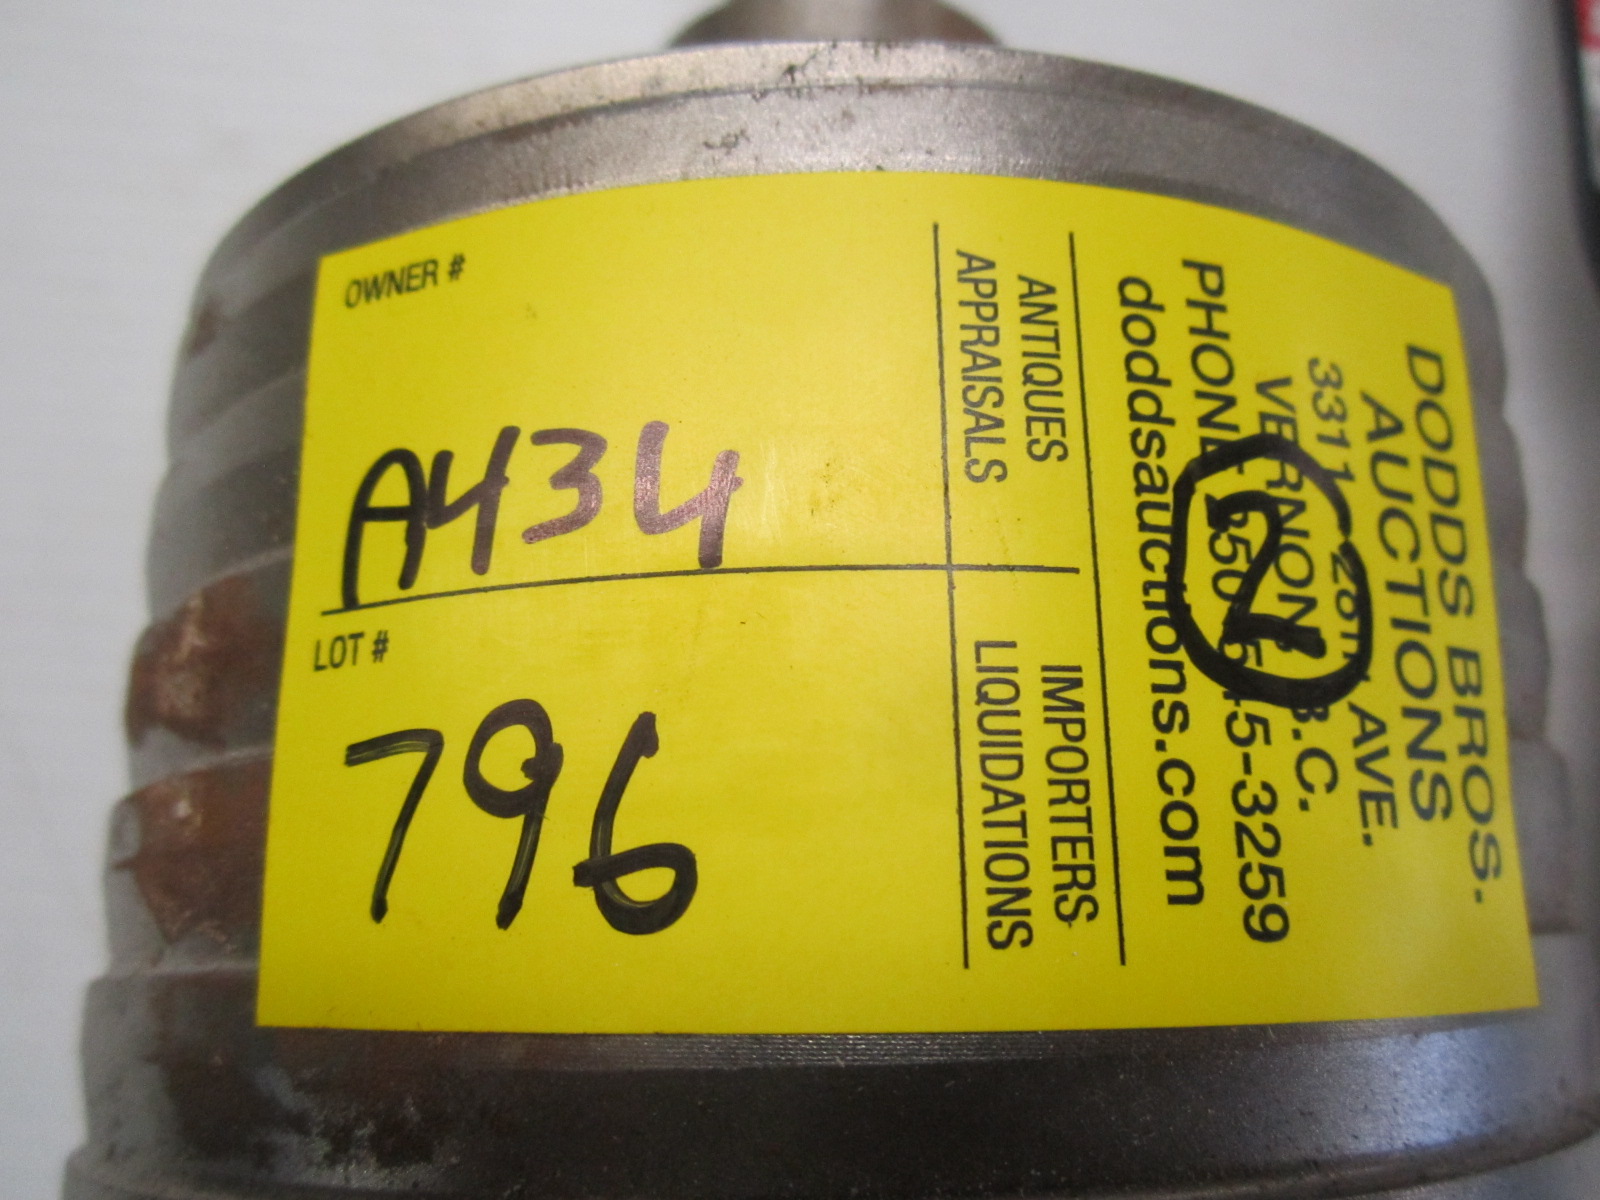 OWNER #
A434
LOT #
796
ANTIQUES
APPRAISALS
IMPORTERS
LIQUIDATIONS
DODDS BROS.
AUCTIONS
3311 AVE.
VERNON, B.C.
PHONE 45-3259
doddsauctions.com
2